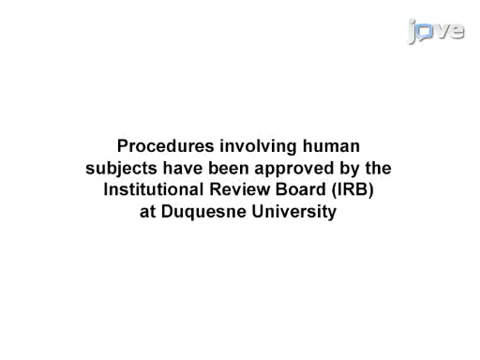 jove
Procedures involving human
subjects have been approved by the
Institutional Review Board (IRB)
at Duquesne University